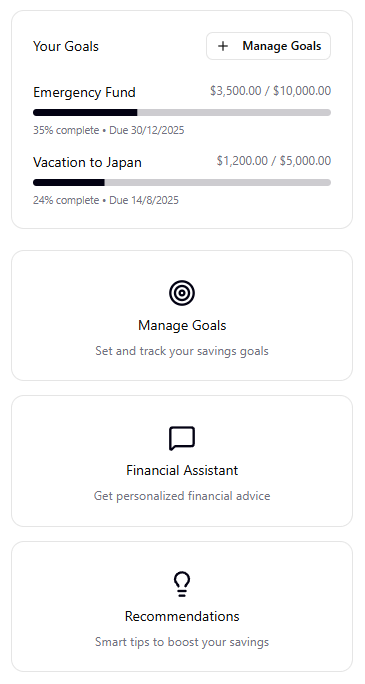 Your Goals
+ Manage Goals
Emergency Fund
$3,500.00 / $10,000.00
35% complete • Due 30/12/2025
Vacation to Japan
$1,200.00 / $5,000.00
24% complete • Due 14/8/2025
Manage Goals
Set and track your savings goals
Financial Assistant
Get personalized financial advice
Recommendations
Smart tips to boost your savings